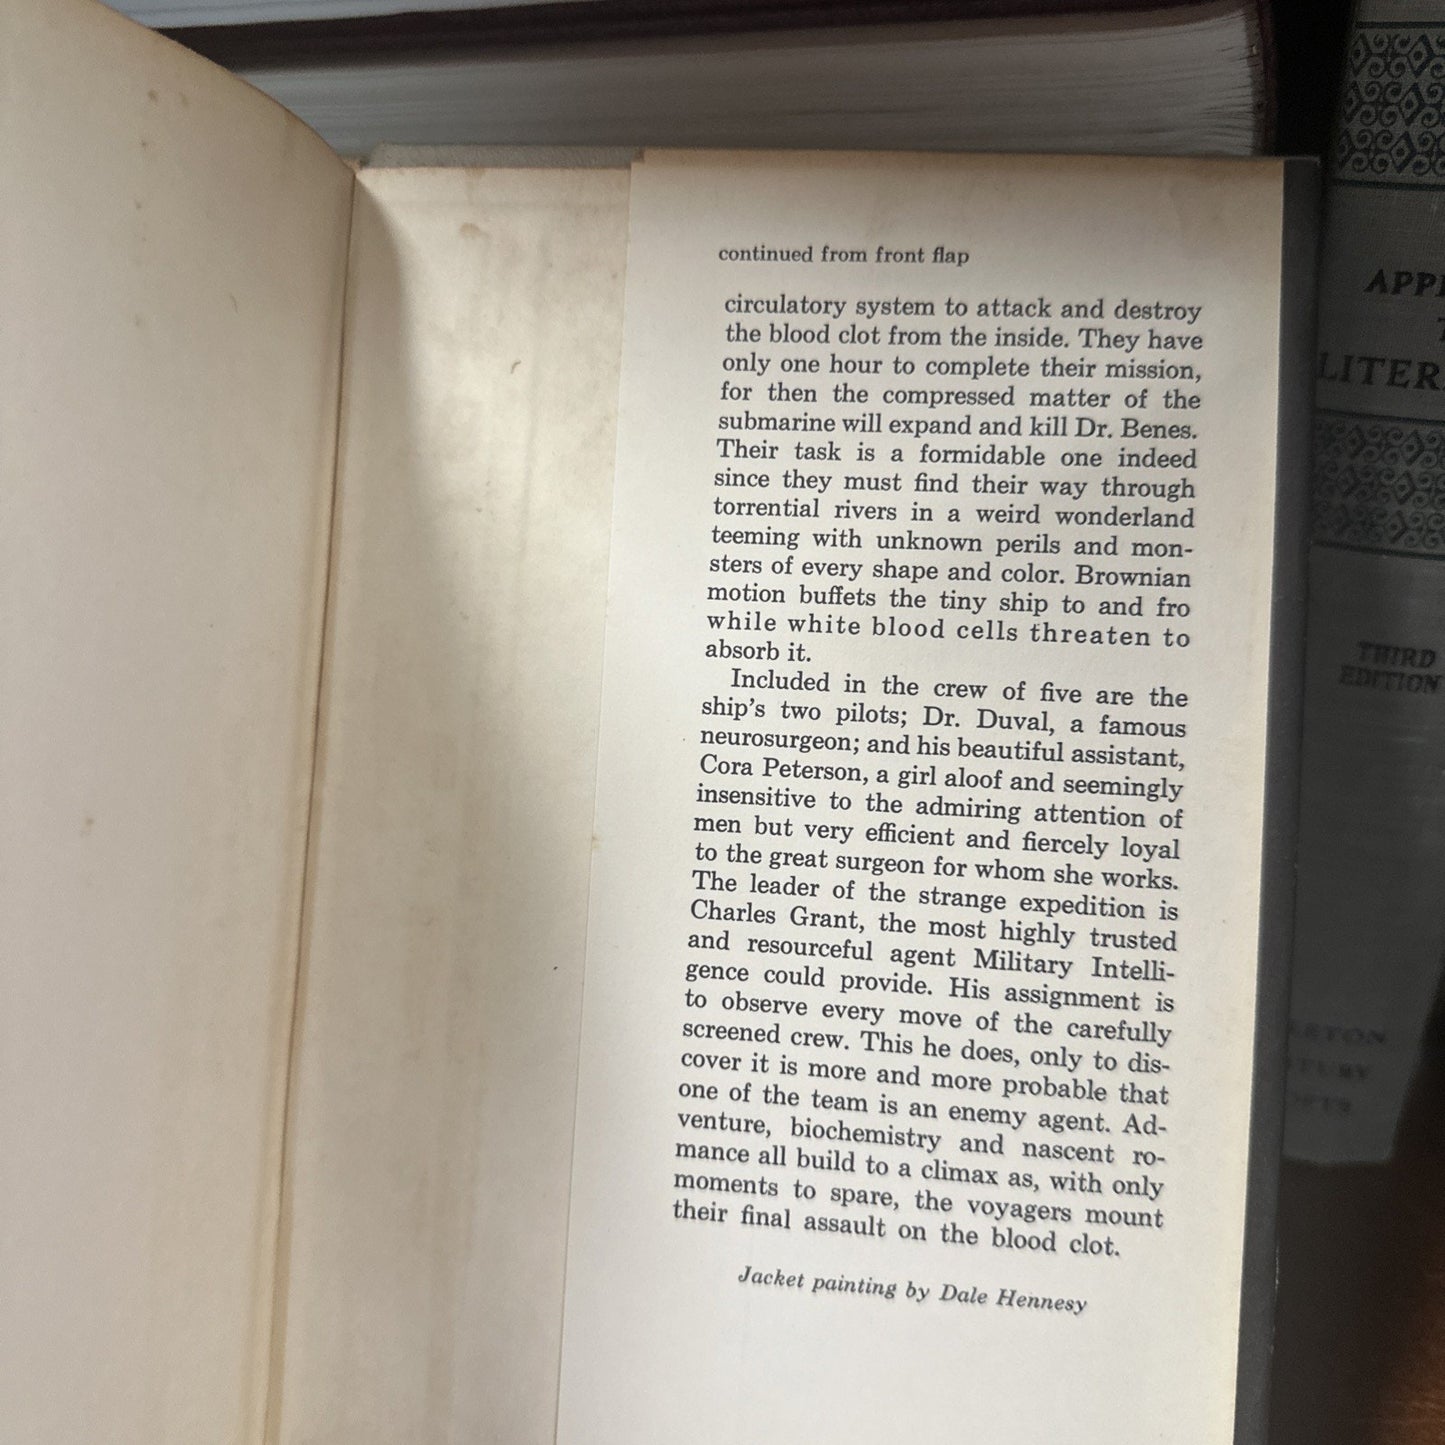 continued from front flap
circulatory system to attack and destroy
the blood clot from the inside. They have
only one hour to complete their mission,
for then the compressed matter of the
submarine will expand and kill Dr. Benes.
Their task is a formidable one indeed
since they must find their way through
torrential rivers in a weird wonderland
teeming with unknown perils and mon-
sters of every shape and color. Brownian
motion buffets the tiny ship to and fro
while white blood cells threaten to
absorb it.
Included in the crew of five are the
ship's two pilots; Dr. Duval, a famous
neurosurgeon; and his beautiful assistant,
Cora Peterson, a girl aloof and seemingly
insensitive to the admiring attention of
men but very efficient and fiercely loyal
to the great surgeon for whom she works.
The leader of the strange expedition is
Charles Grant, the most highly trusted
and resourceful agent Military Intelli-
gence could provide. His assignment is
to observe every move of the carefully
screened crew. This he does, only to dis-
cover it is more and more probable that
one of the team is an enemy agent. Ad-
venture, biochemistry and nascent ro-
mance all build to a climax as, with only
moments to spare, the voyagers mount
their final assault on the blood clot.
Jacket painting by Dale Hennesy
APPL
T
LITER
THIRD
EDITION